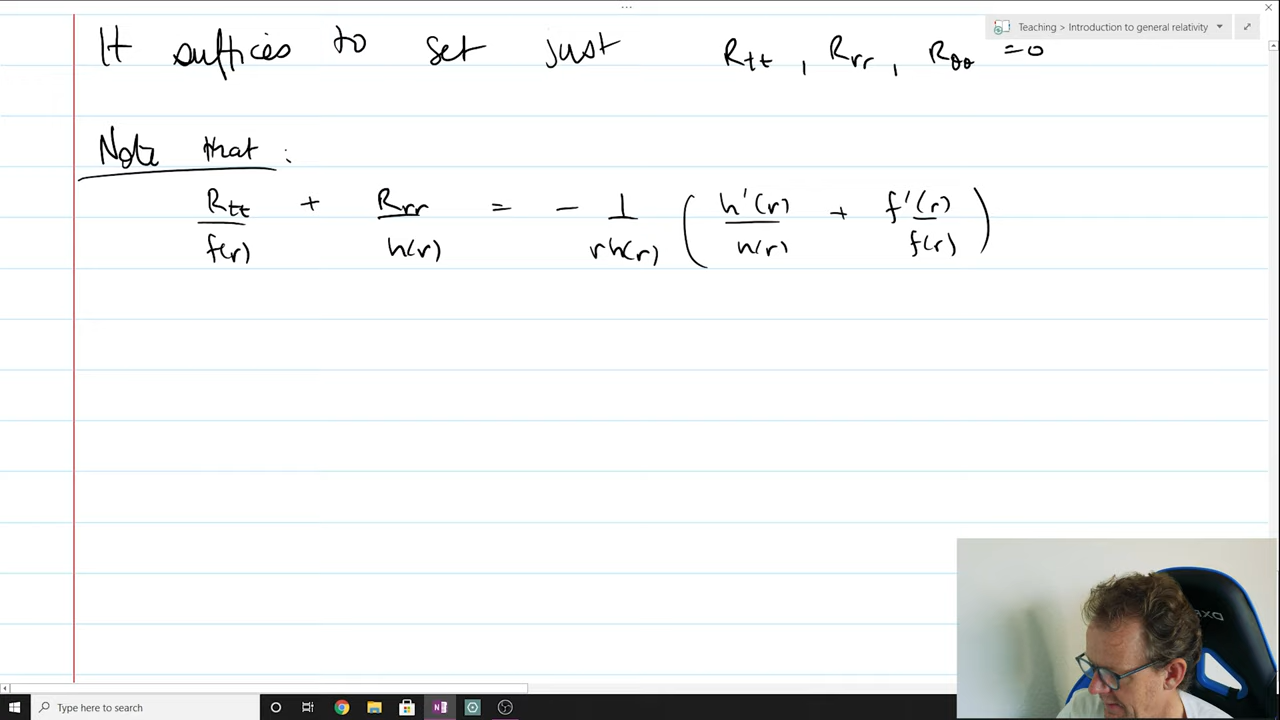 Teaching > Introduction to general relativity
It suffices to set just R_tt , R_rr , R_θθ = 0
Note that :
R_tt / f(r) + R_rr / h(r) = - 1 / r h(r) ( h'(r) / h(r) + f'(r) / f(r) )
DXR
Type here to search